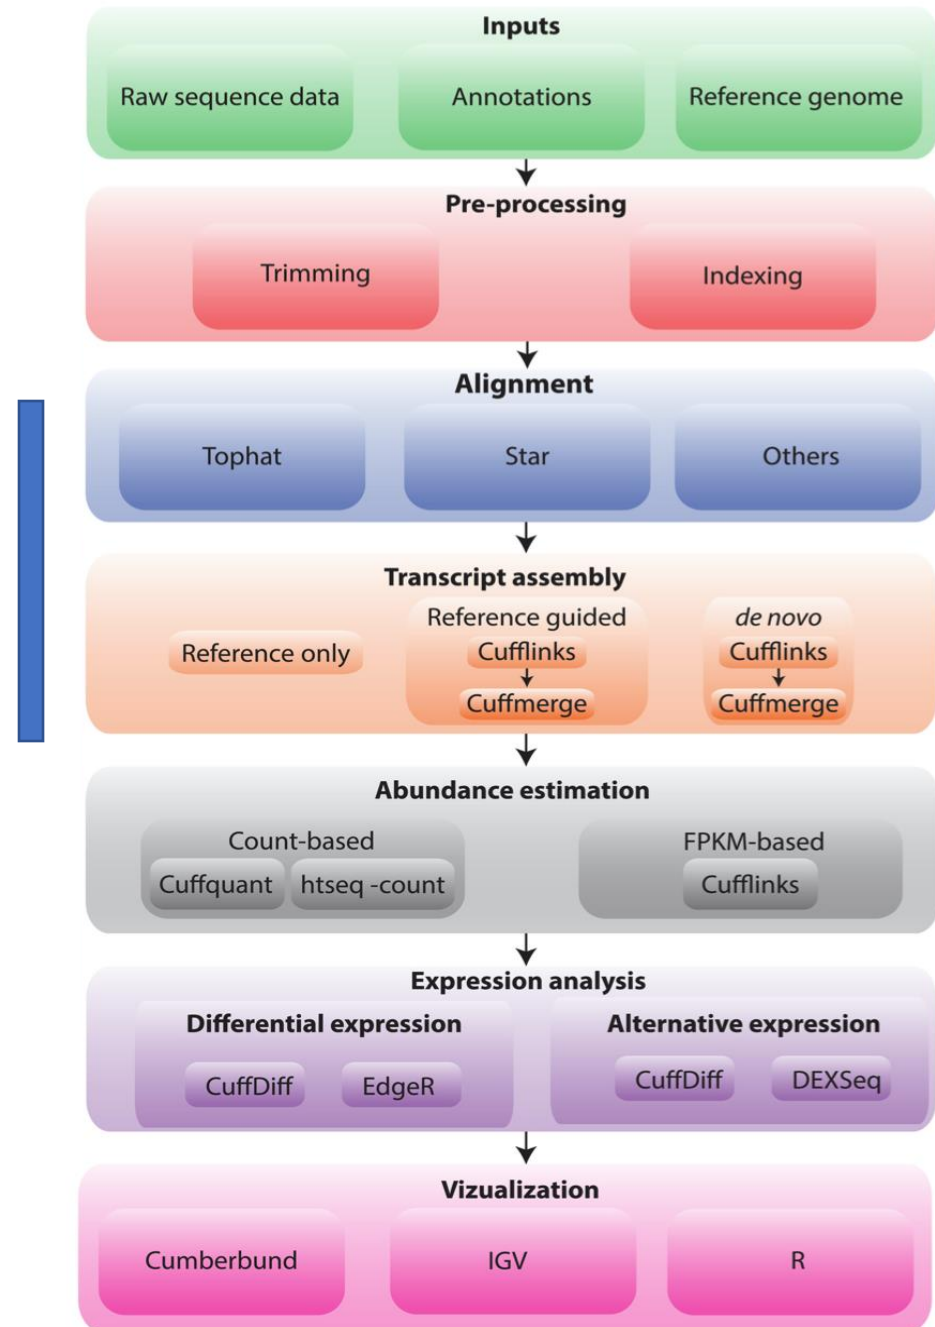 Inputs
Raw sequence data
Annotations
Reference genome
Pre-processing
Trimming
Indexing
Alignment
Tophat
Star
Others
Transcript assembly
Reference only
Reference guided
Cufflinks
Cuffmerge
de novo
Cufflinks
Cuffmerge
Abundance estimation
Count-based
Cuffquant
htseq -count
FPKM-based
Cufflinks
Expression analysis
Differential expression
CuffDiff
EdgeR
Alternative expression
CuffDiff
DEXSeq
Vizualization
Cumberbund
IGV
R